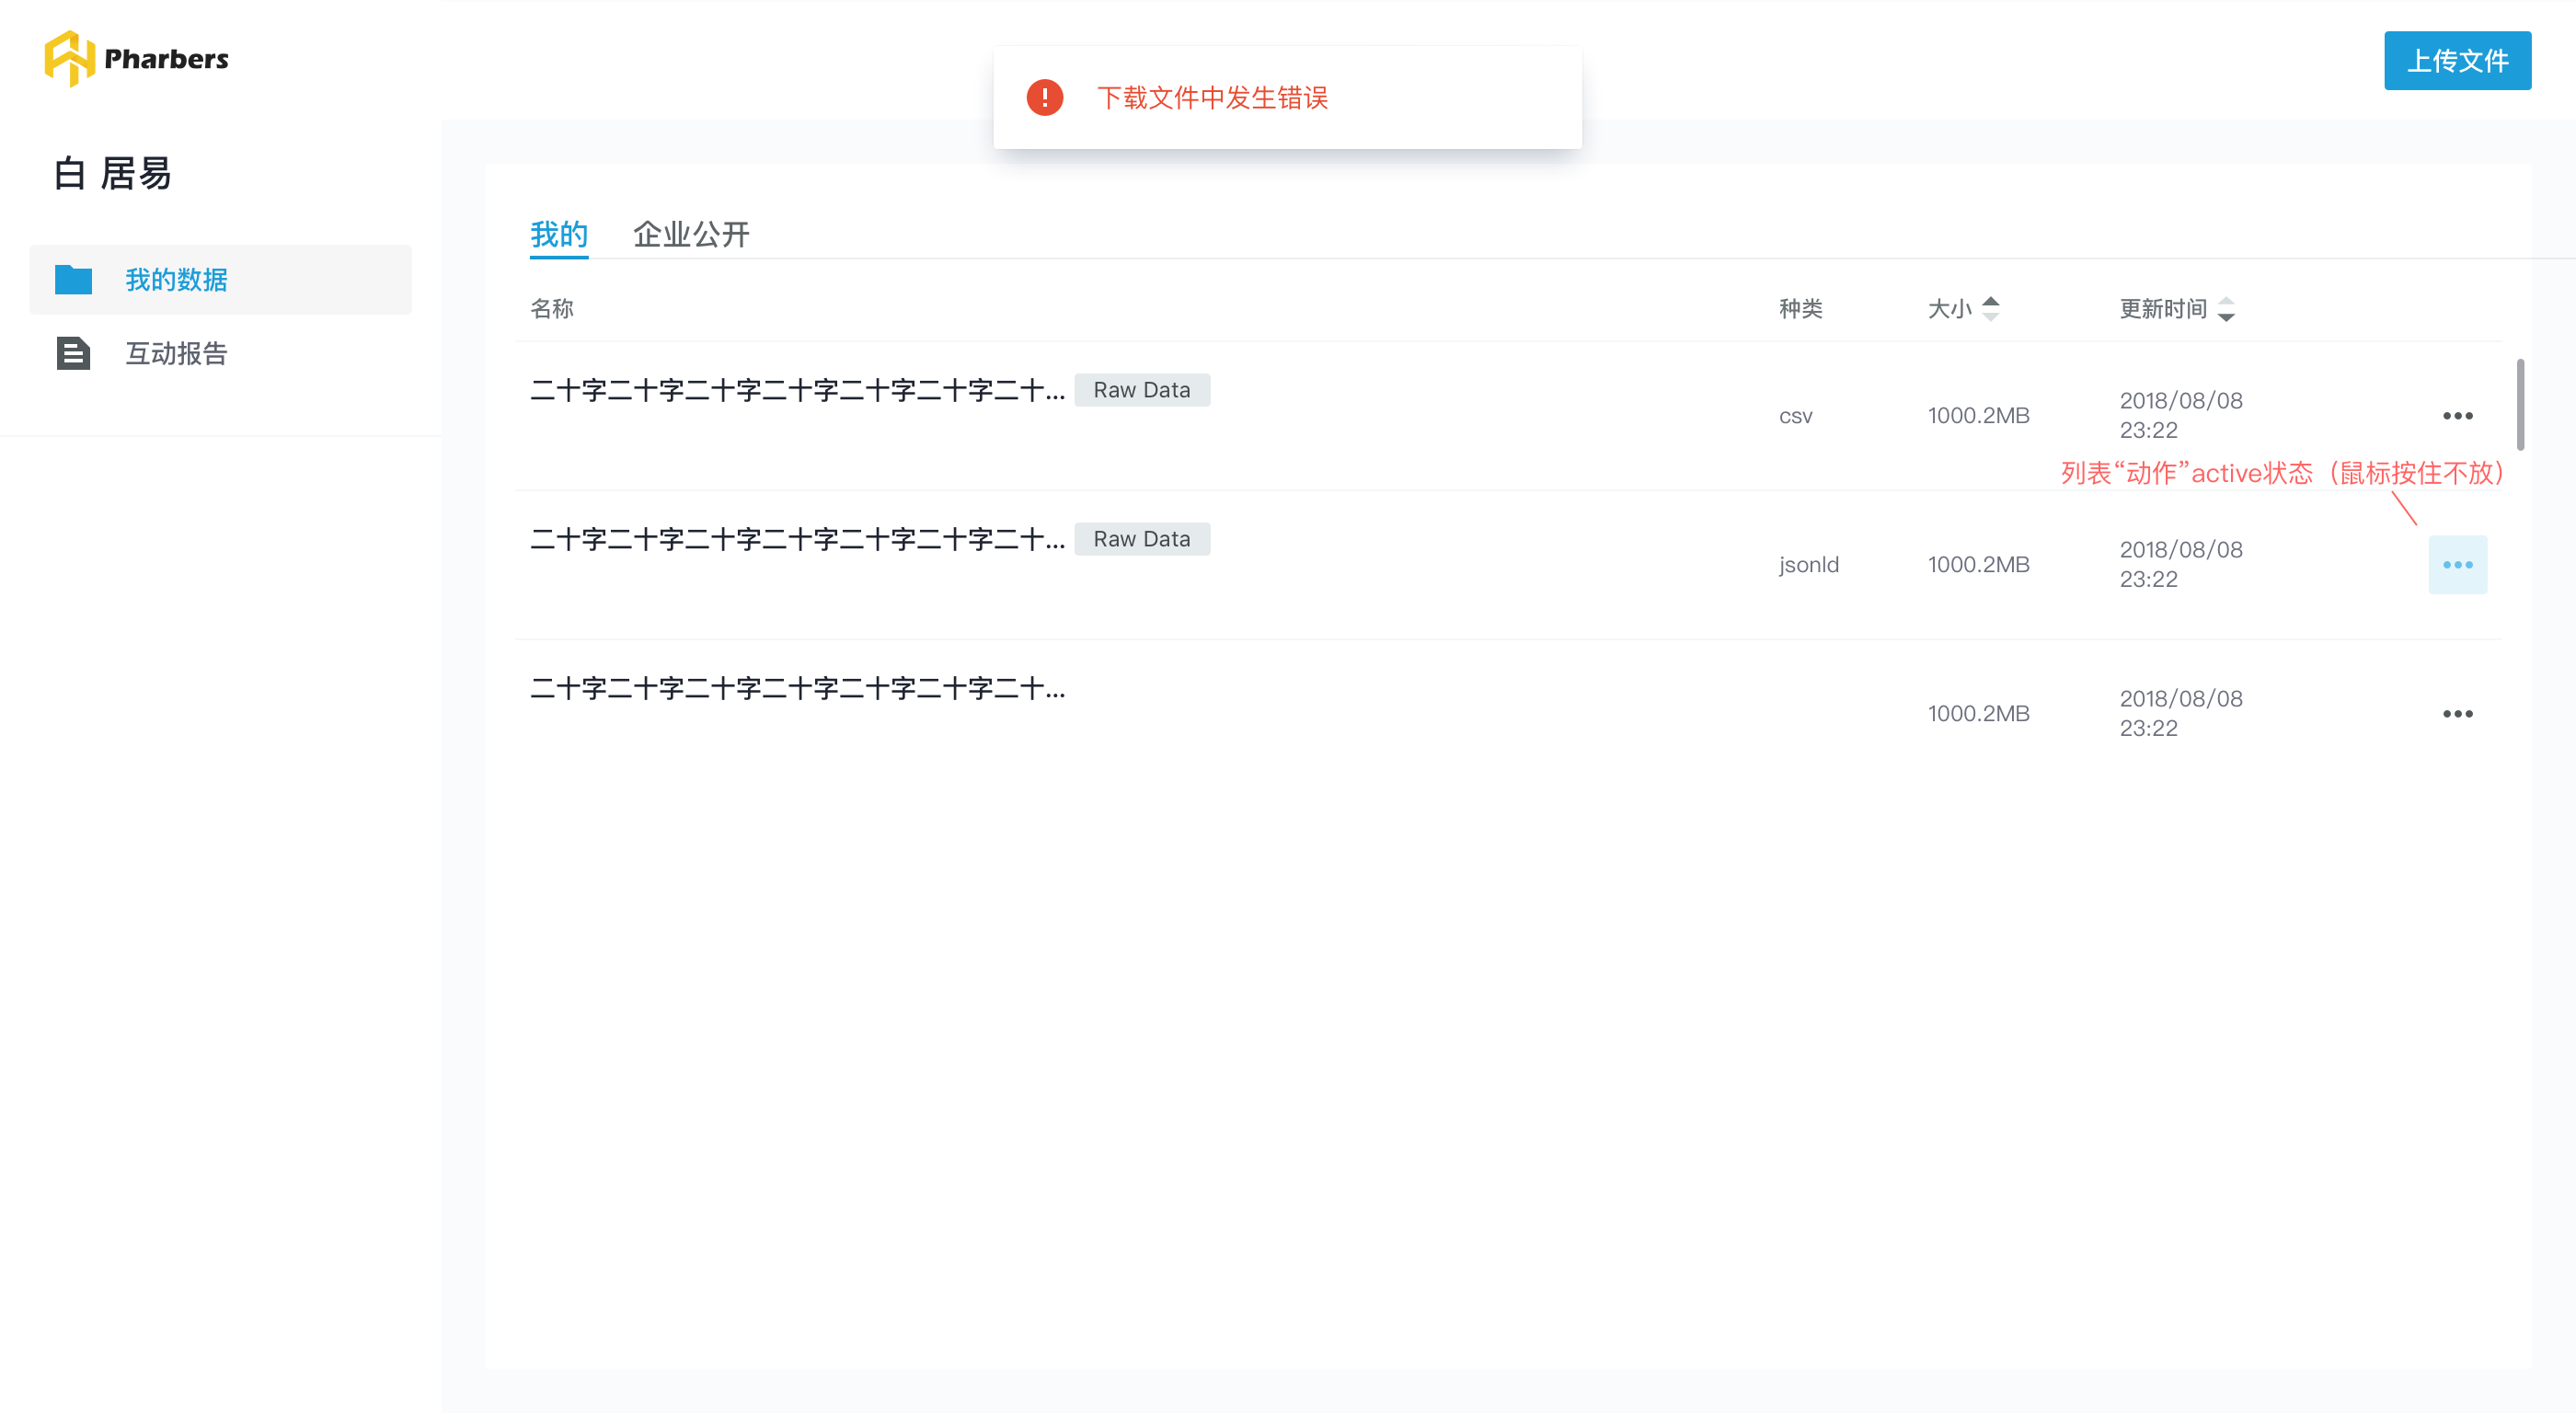 Pharbers
上传文件
下载文件中发生错误
白 居易
我的数据
互动报告
我的 企业公开
名称 种类 大小 更新时间
二十字二十字二十字二十字二十字二十字二十... Raw Data csv 1000.2MB 2018/08/08
23:22
列表“动作”active状态（鼠标按住不放）
二十字二十字二十字二十字二十字二十字二十... Raw Data jsonld 1000.2MB 2018/08/08
23:22
二十字二十字二十字二十字二十字二十字二十... 1000.2MB 2018/08/08
23:22